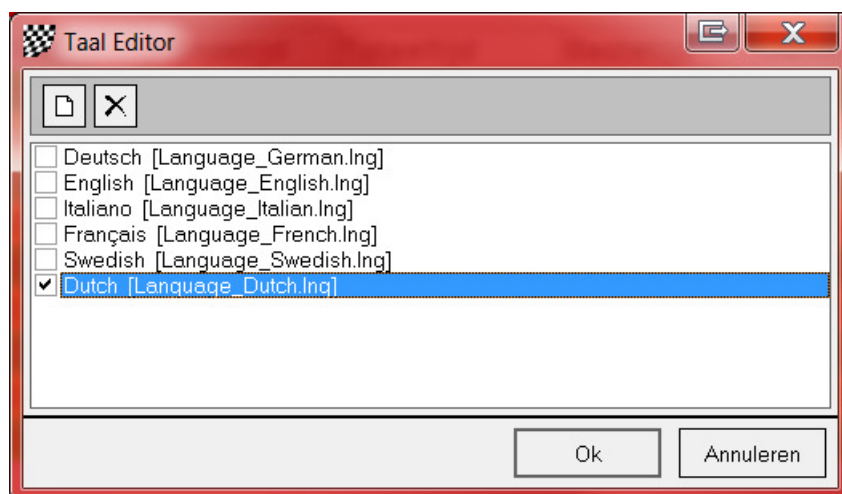 Taal Editor
Deutsch [Language_German.lng]
English [Language_English.lng]
Italiano [Language_Italian.lng]
Français [Language_French.lng]
Swedish [Language_Swedish.lng]
Dutch [Language_Dutch.lng]
Ok
Annuleren